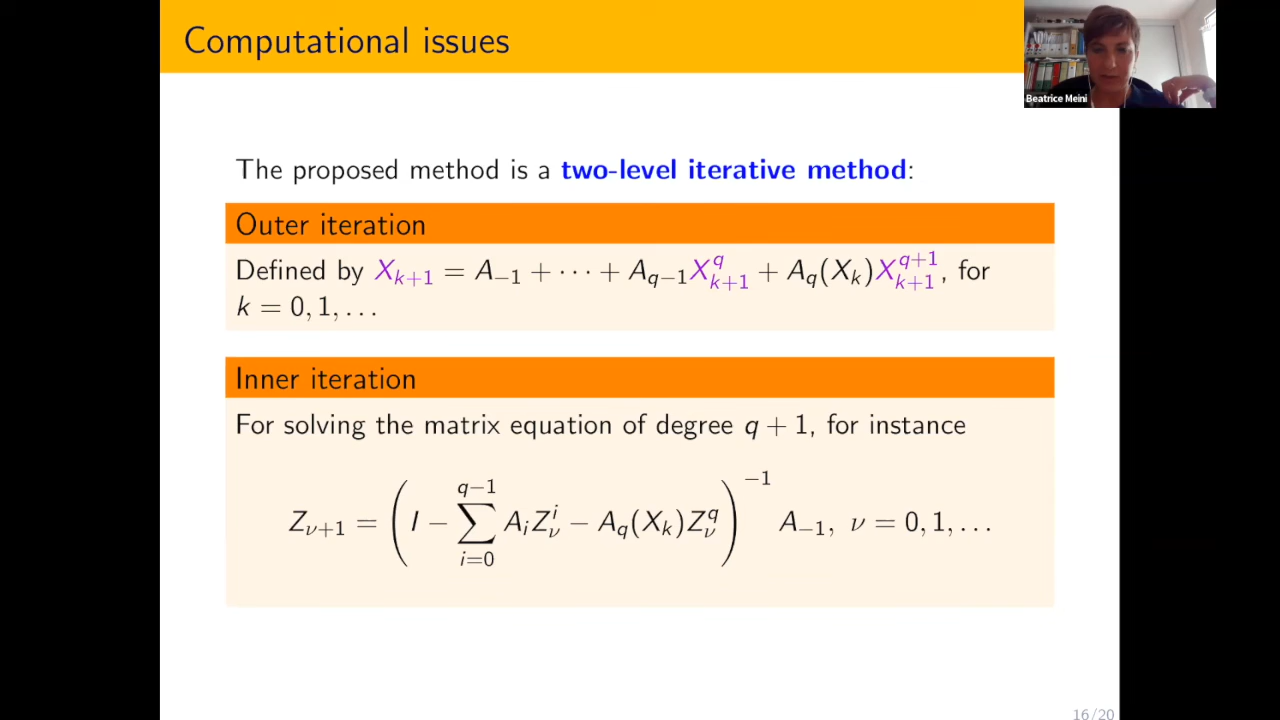 Computational issues
Beatrice Meini
The proposed method is a two-level iterative method:
Outer iteration
Defined by X_{k+1} = A_{−1} + ⋯ + A_{q−1}X_{k+1}^{q} + A_q(X_k)X_{k+1}^{q+1}, for
k = 0, 1, . . .
Inner iteration
For solving the matrix equation of degree q + 1, for instance
Z_{ν+1} = (I − ∑_{i=0}^{q−1} A_i Z_ν^i − A_q(X_k)Z_ν^q)^{−1} A_{−1}, ν = 0, 1, . . .
16/20